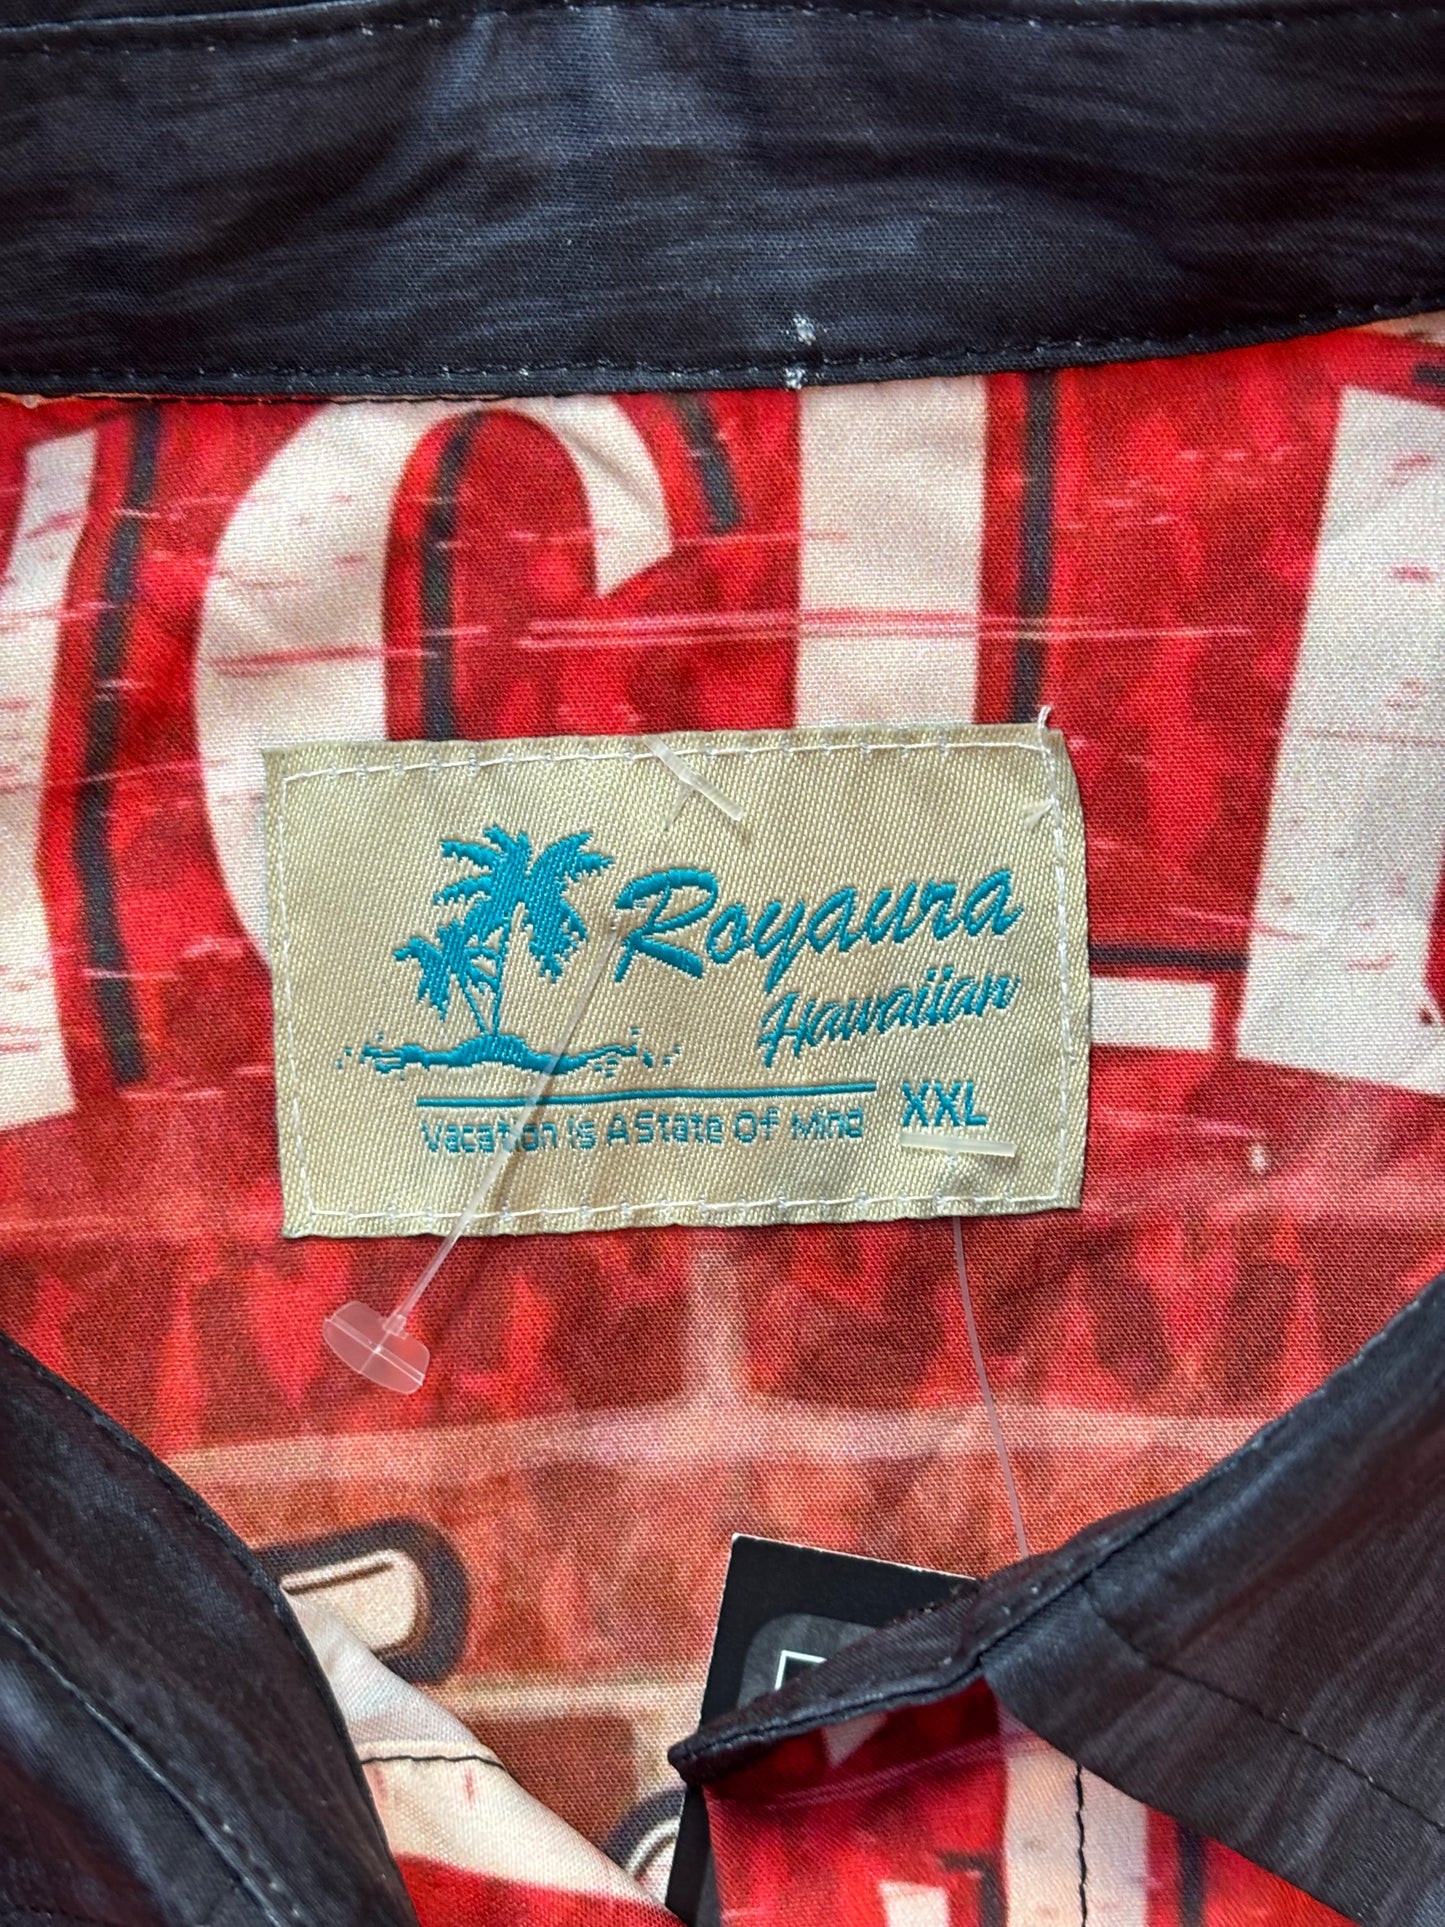 Royaura
Hawaiian
XXL
Vacation Is A State Of Mind